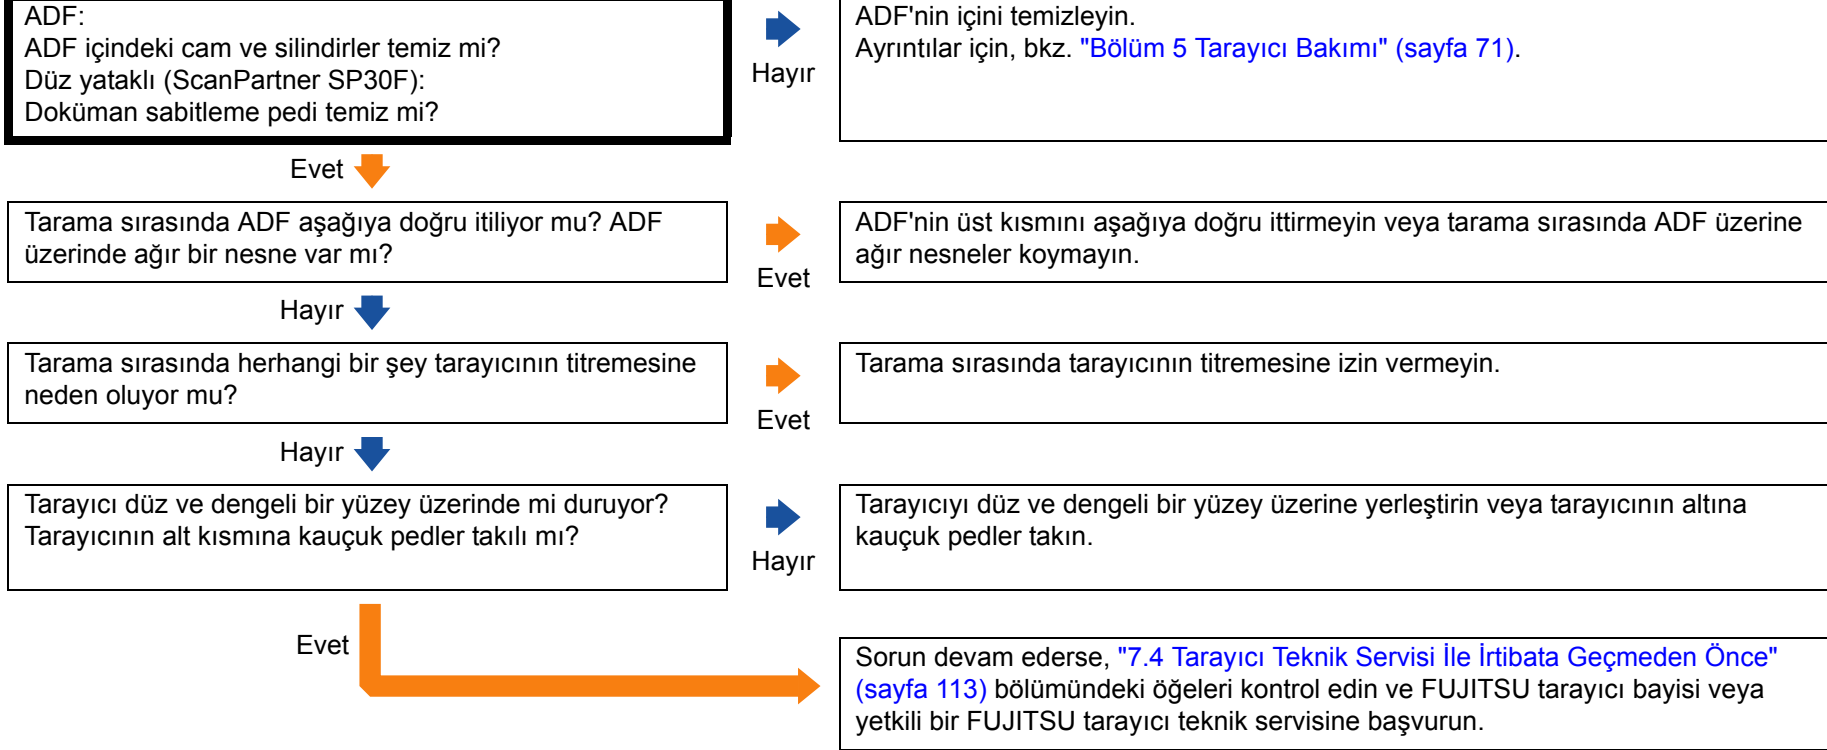 ADF:
ADF içindeki cam ve silindirler temiz mi?
Düz yataklı (ScanPartner SP30F):
Doküman sabitleme pedi temiz mi?
Hayır
ADF'nin içini temizleyin.
Ayrıntılar için, bkz. "Bölüm 5 Tarayıcı Bakımı" (sayfa 71).
Evet
Tarama sırasında ADF aşağıya doğru itiliyor mu? ADF
üzerinde ağır bir nesne var mı?
Evet
ADF'nin üst kısmını aşağıya doğru ittirmeyin veya tarama sırasında ADF üzerine
ağır nesneler koymayın.
Hayır
Tarama sırasında herhangi bir şey tarayıcının titremesine
neden oluyor mu?
Evet
Tarama sırasında tarayıcının titremesine izin vermeyin.
Hayır
Tarayıcı düz ve dengeli bir yüzey üzerinde mi duruyor?
Tarayıcının alt kısmına kauçuk pedler takılı mı?
Hayır
Tarayıcıyı düz ve dengeli bir yüzey üzerine yerleştirin veya tarayıcının altına
kauçuk pedler takın.
Evet
Sorun devam ederse, "7.4 Tarayıcı Teknik Servisi İle İrtibata Geçmeden Önce"
(sayfa 113) bölümündeki öğeleri kontrol edin ve FUJITSU tarayıcı bayisi veya
yetkili bir FUJITSU tarayıcı teknik servisine başvurun.